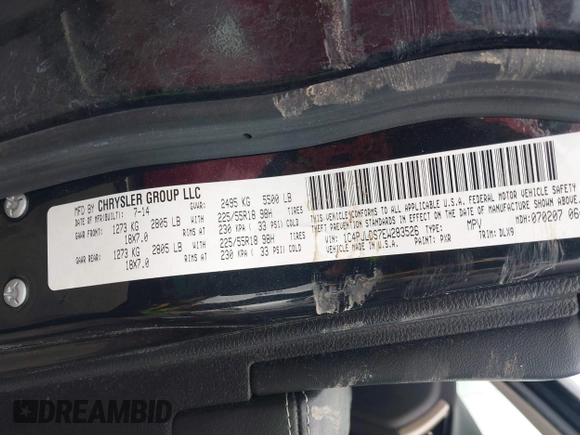 MFD BY CHRYSLER GROUP LLC
DATE OF MFR(BUILT): 7-14 GVWR: 2495 KG 5500 LB
GAWR FRONT: 1273 KG 2805 LB WITH 225/55R18 98H TIRES
18X7.0 RIMS AT 230 KPA ( 33 PSI) COLD
GAWR REAR: 1273 KG 2805 LB WITH 225/55R18 98H TIRES
18X7.0 RIMS AT 230 KPA ( 33 PSI) COLD
THIS VEHICLE CONFORMS TO ALL APPLICABLE U.S.A. FEDERAL MOTOR VEHICLE SAFETY
THEFT PREVENTION STANDARDS IN EFFECT ON THE DATE OF MANUFACTURE
VIN: MPV MDH: 070207 06
VEHICLE MADE IN U.S.A. PAINT: PXR TRIM: DLX9
DREAMBID